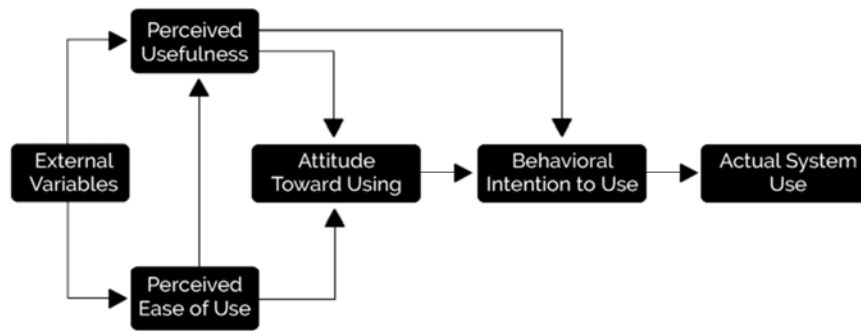 Perceived
Usefulness
External
Variables
Attitude
Toward Using
Behavioral
Intention to Use
Actual System
Use
Perceived
Ease of Use